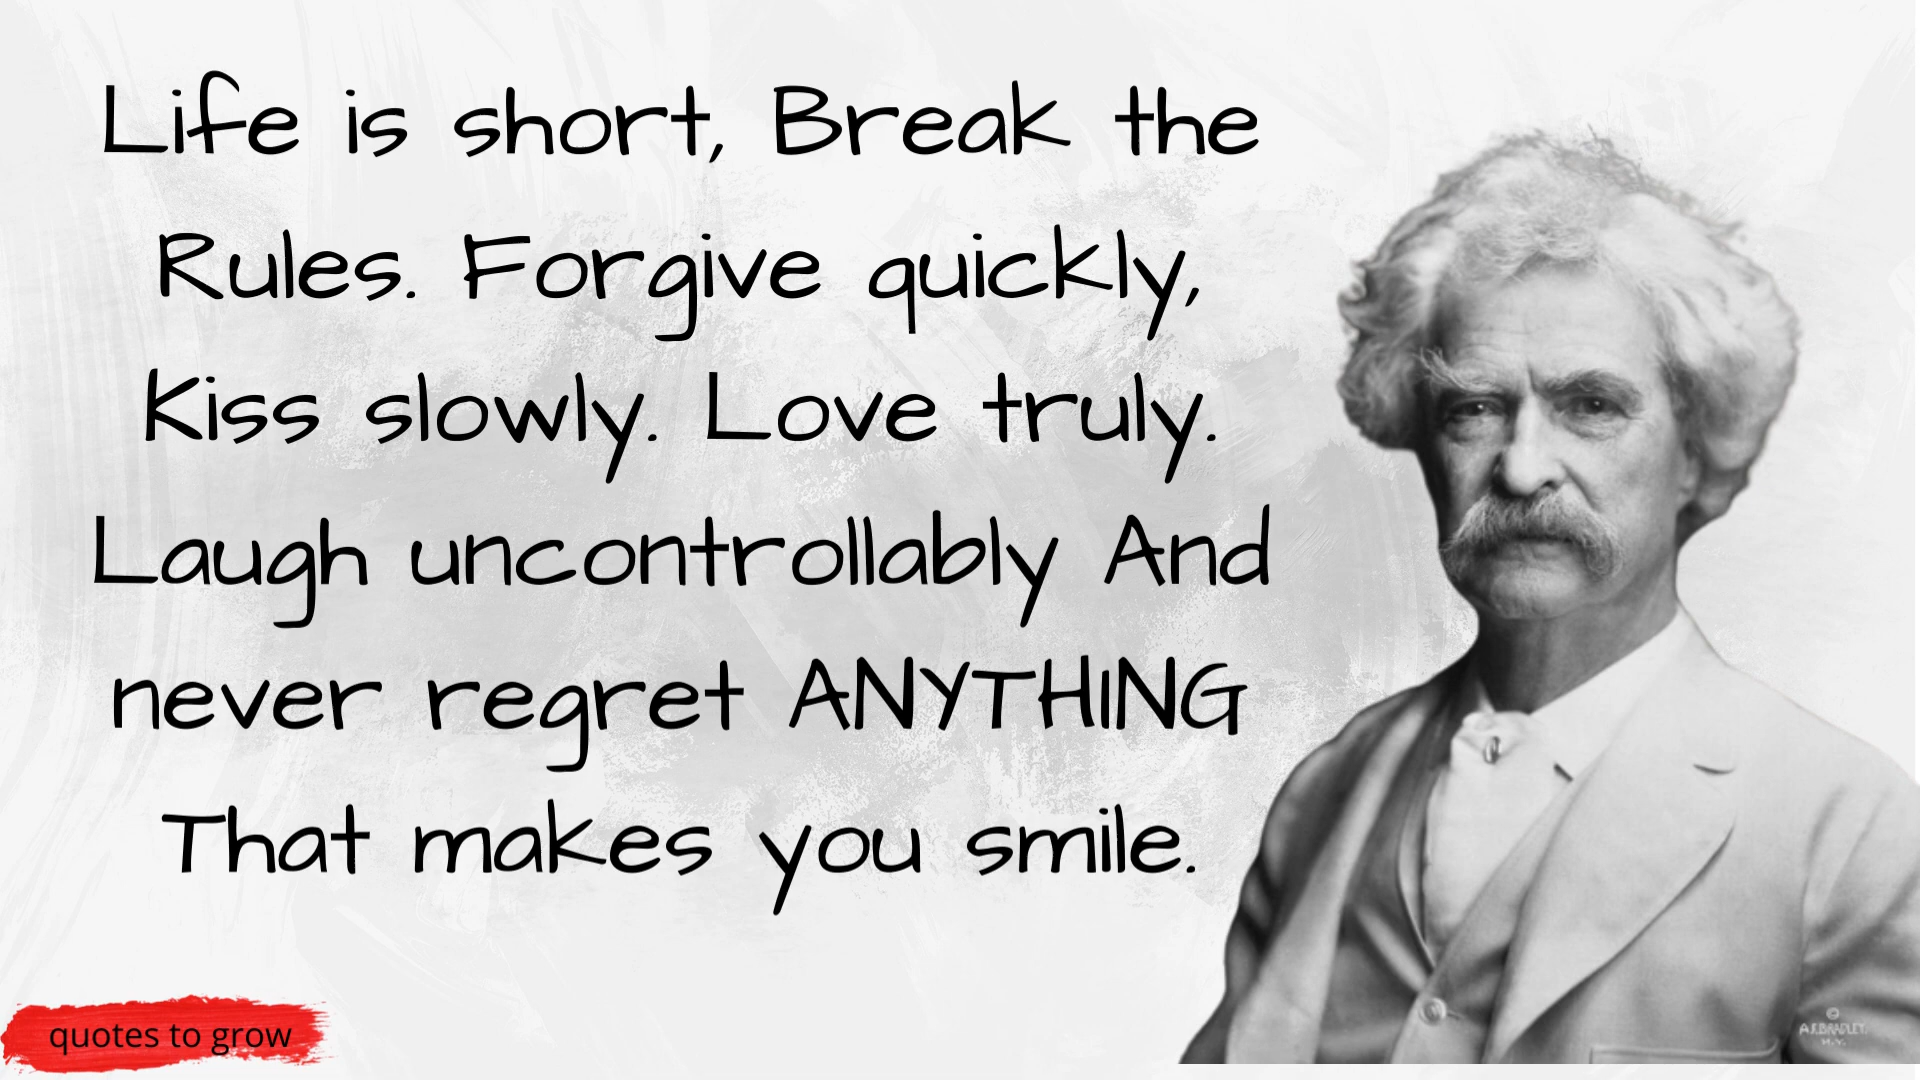 Life is short, Break the
Rules. Forgive quickly,
Kiss slowly. Love truly.
Laugh uncontrollably And
never regret ANYTHING
That makes you smile.
quotes to grow
©
A.F.BRADLEY.
N.Y.